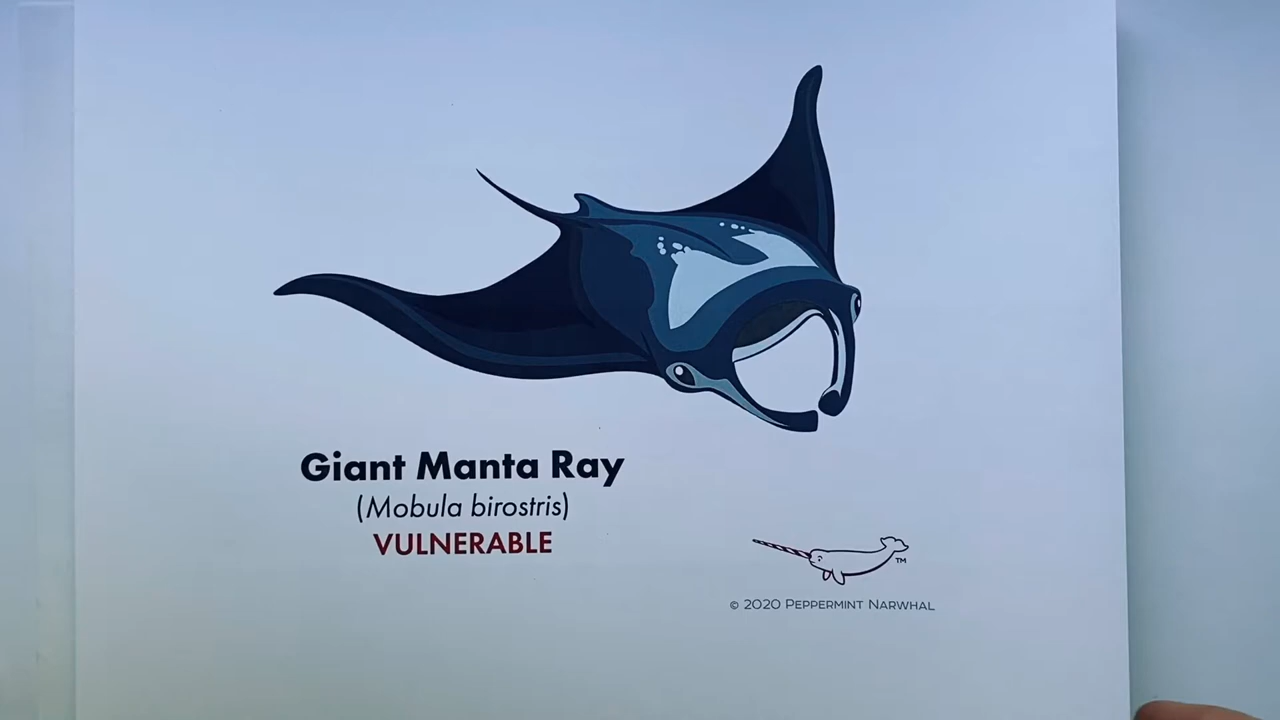 Giant Manta Ray
(Mobula birostris)
VULNERABLE
TM
© 2020 PEPPERMINT NARWHAL